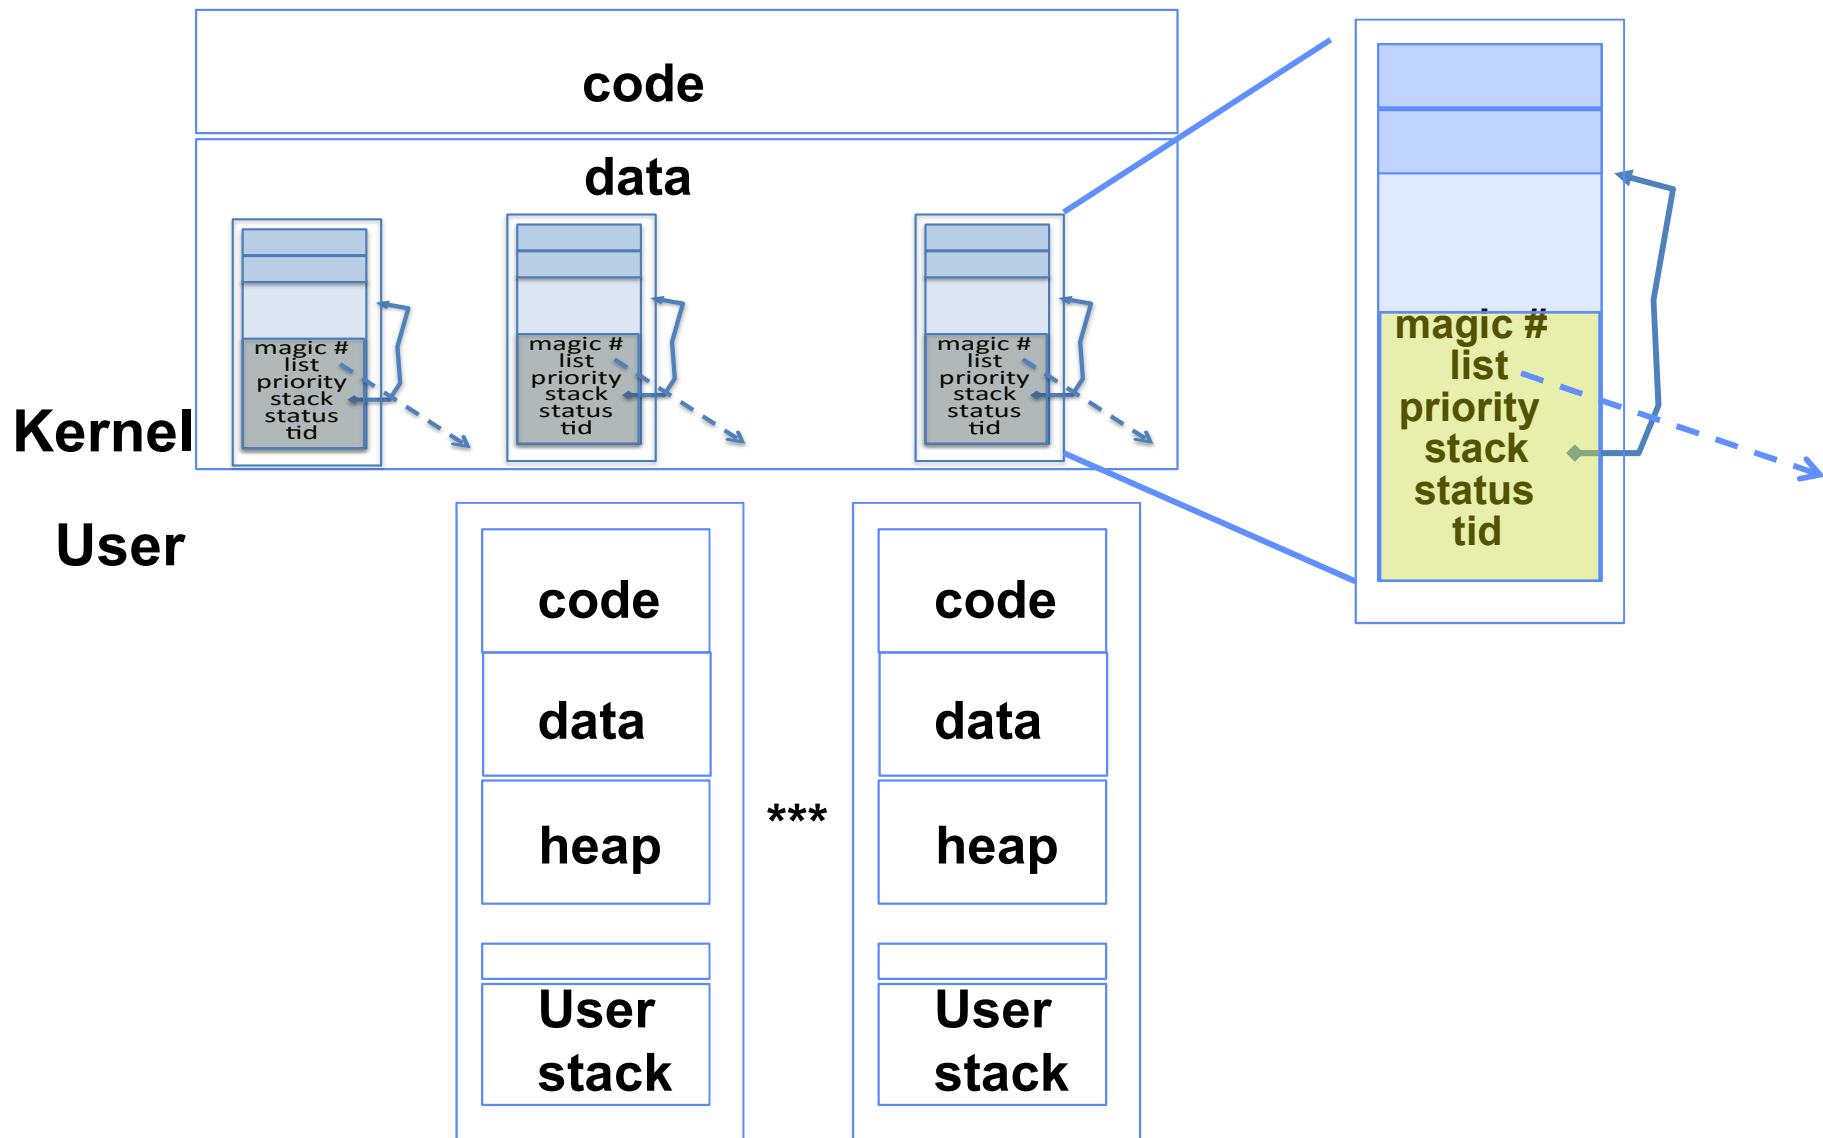 code
data
magic #
list
priority
stack
status
tid
magic #
list
priority
stack
status
tid
magic #
list
priority
stack
status
tid
magic #
list
priority
stack
status
tid
Kernel
User
code
data
heap
User
stack
***
code
data
heap
User
stack